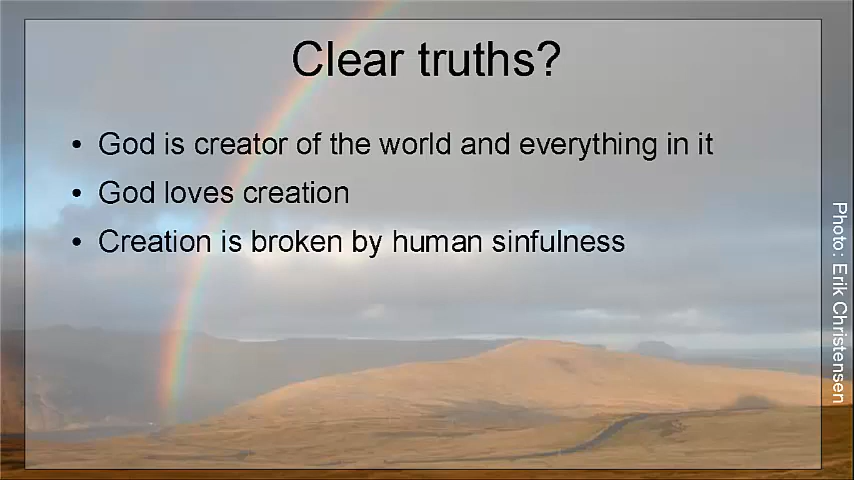 Clear truths?
• God is creator of the world and everything in it
• God loves creation
• Creation is broken by human sinfulness
Photo: Erik Christensen